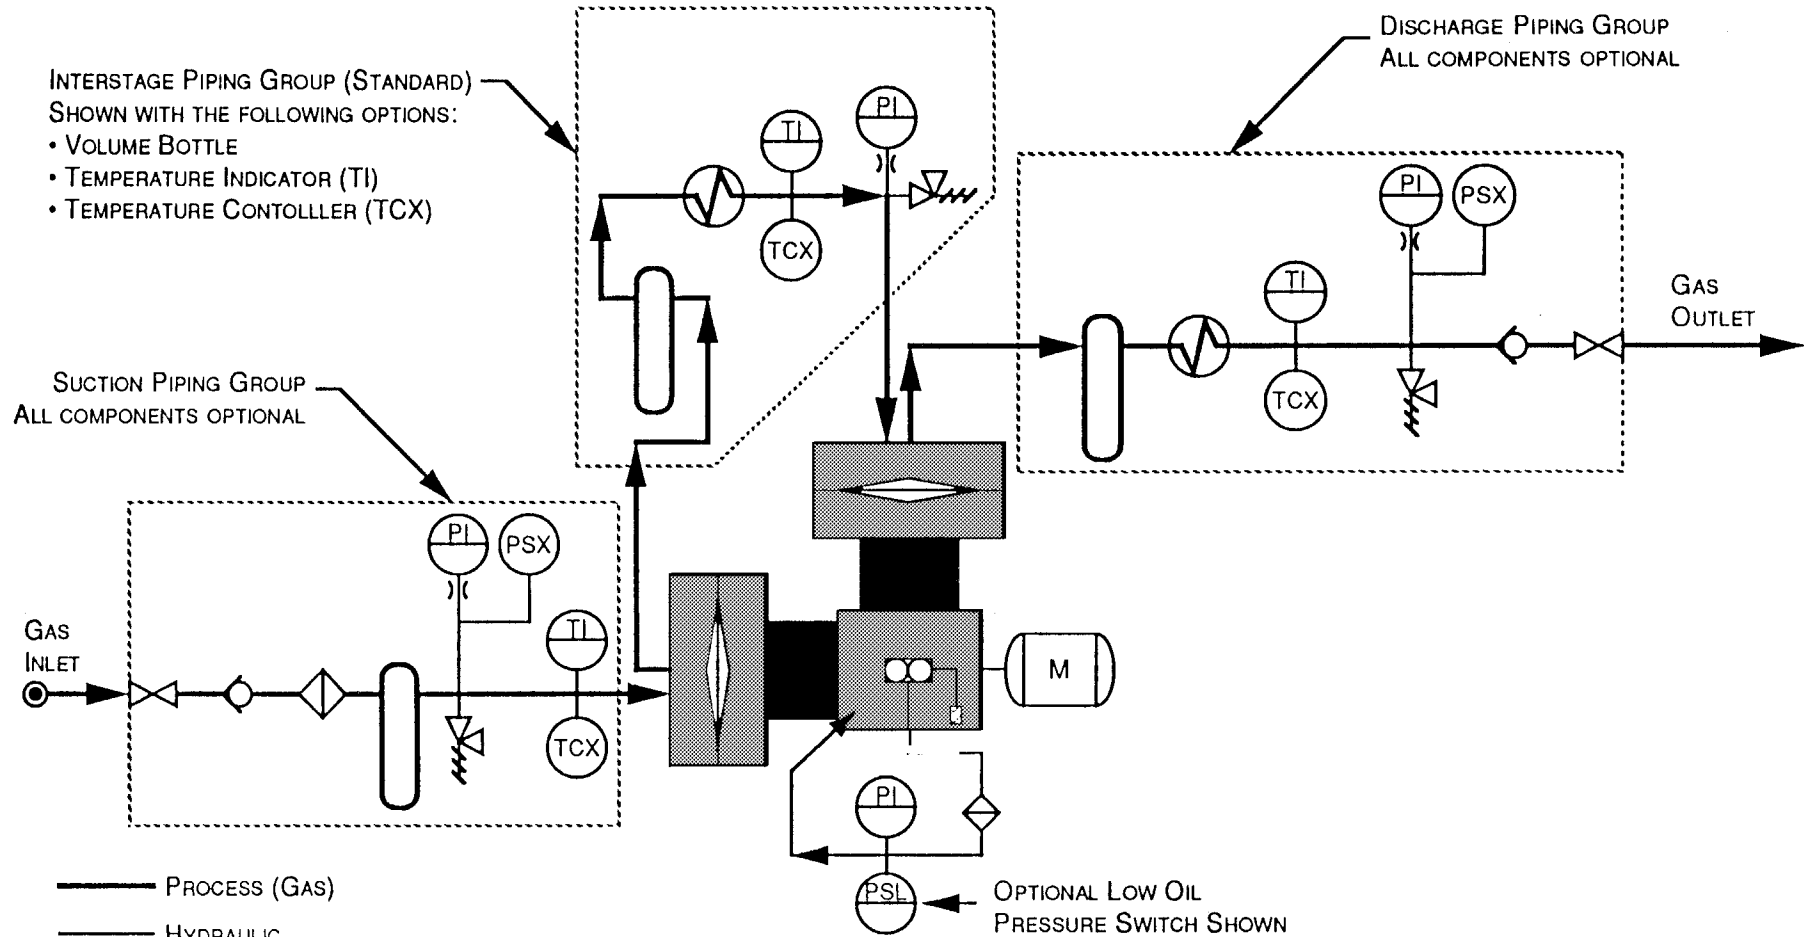 DISCHARGE PIPING GROUP
ALL COMPONENTS OPTIONAL
INTERSTAGE PIPING GROUP (STANDARD)
SHOWN WITH THE FOLLOWING OPTIONS:
• VOLUME BOTTLE
• TEMPERATURE INDICATOR (TI)
• TEMPERATURE CONTOLLLER (TCX)
PI
TI
TCX
PI
PSX
TI
TCX
GAS
OUTLET
SUCTION PIPING GROUP
ALL COMPONENTS OPTIONAL
PI
PSX
TI
TCX
GAS
INLET
M
PI
PSL
OPTIONAL LOW OIL
PRESSURE SWITCH SHOWN
PROCESS (GAS)
HYDRAULIC